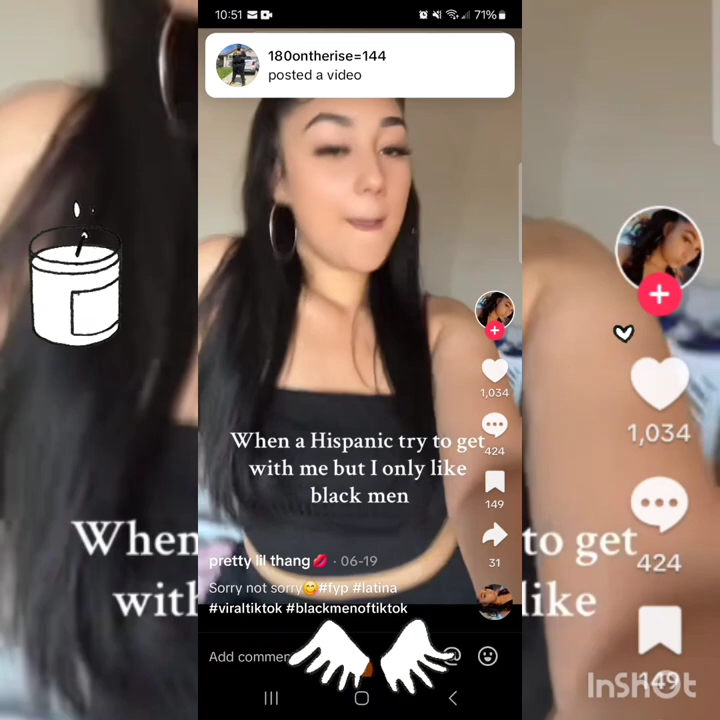 10:51
71%
180ontherise=144
posted a video
1,034
When a Hispanic try to get
with me but I only like
black men
424
149
pretty lil thang💋 · 06-19
31
Sorry not sorry😋#fyp #latina
#viraltiktok #blackmenoftiktok
Add commen
When
with
1,034
to get
424
like
149
InShOt